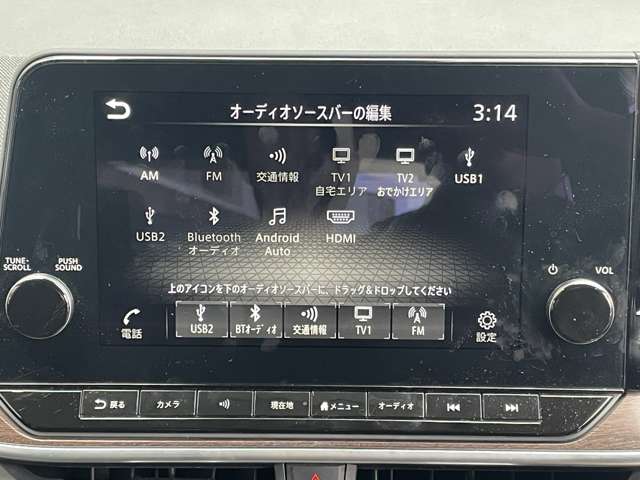 オーディオソースバーの編集 3:14
AM FM 交通情報 TV1 自宅エリア TV2 おでかけエリア USB1
USB2 Bluetooth オーディオ Android Auto HDMI
TUNE・SCROLL PUSH SOUND
VOL
上のアイコンを下のオーディオソースバーに、ドラッグ&ドロップしてください
電話 USB2 BTオーディオ 交通情報 TV1 FM 設定
戻る カメラ 現在地 メニュー オーディオ